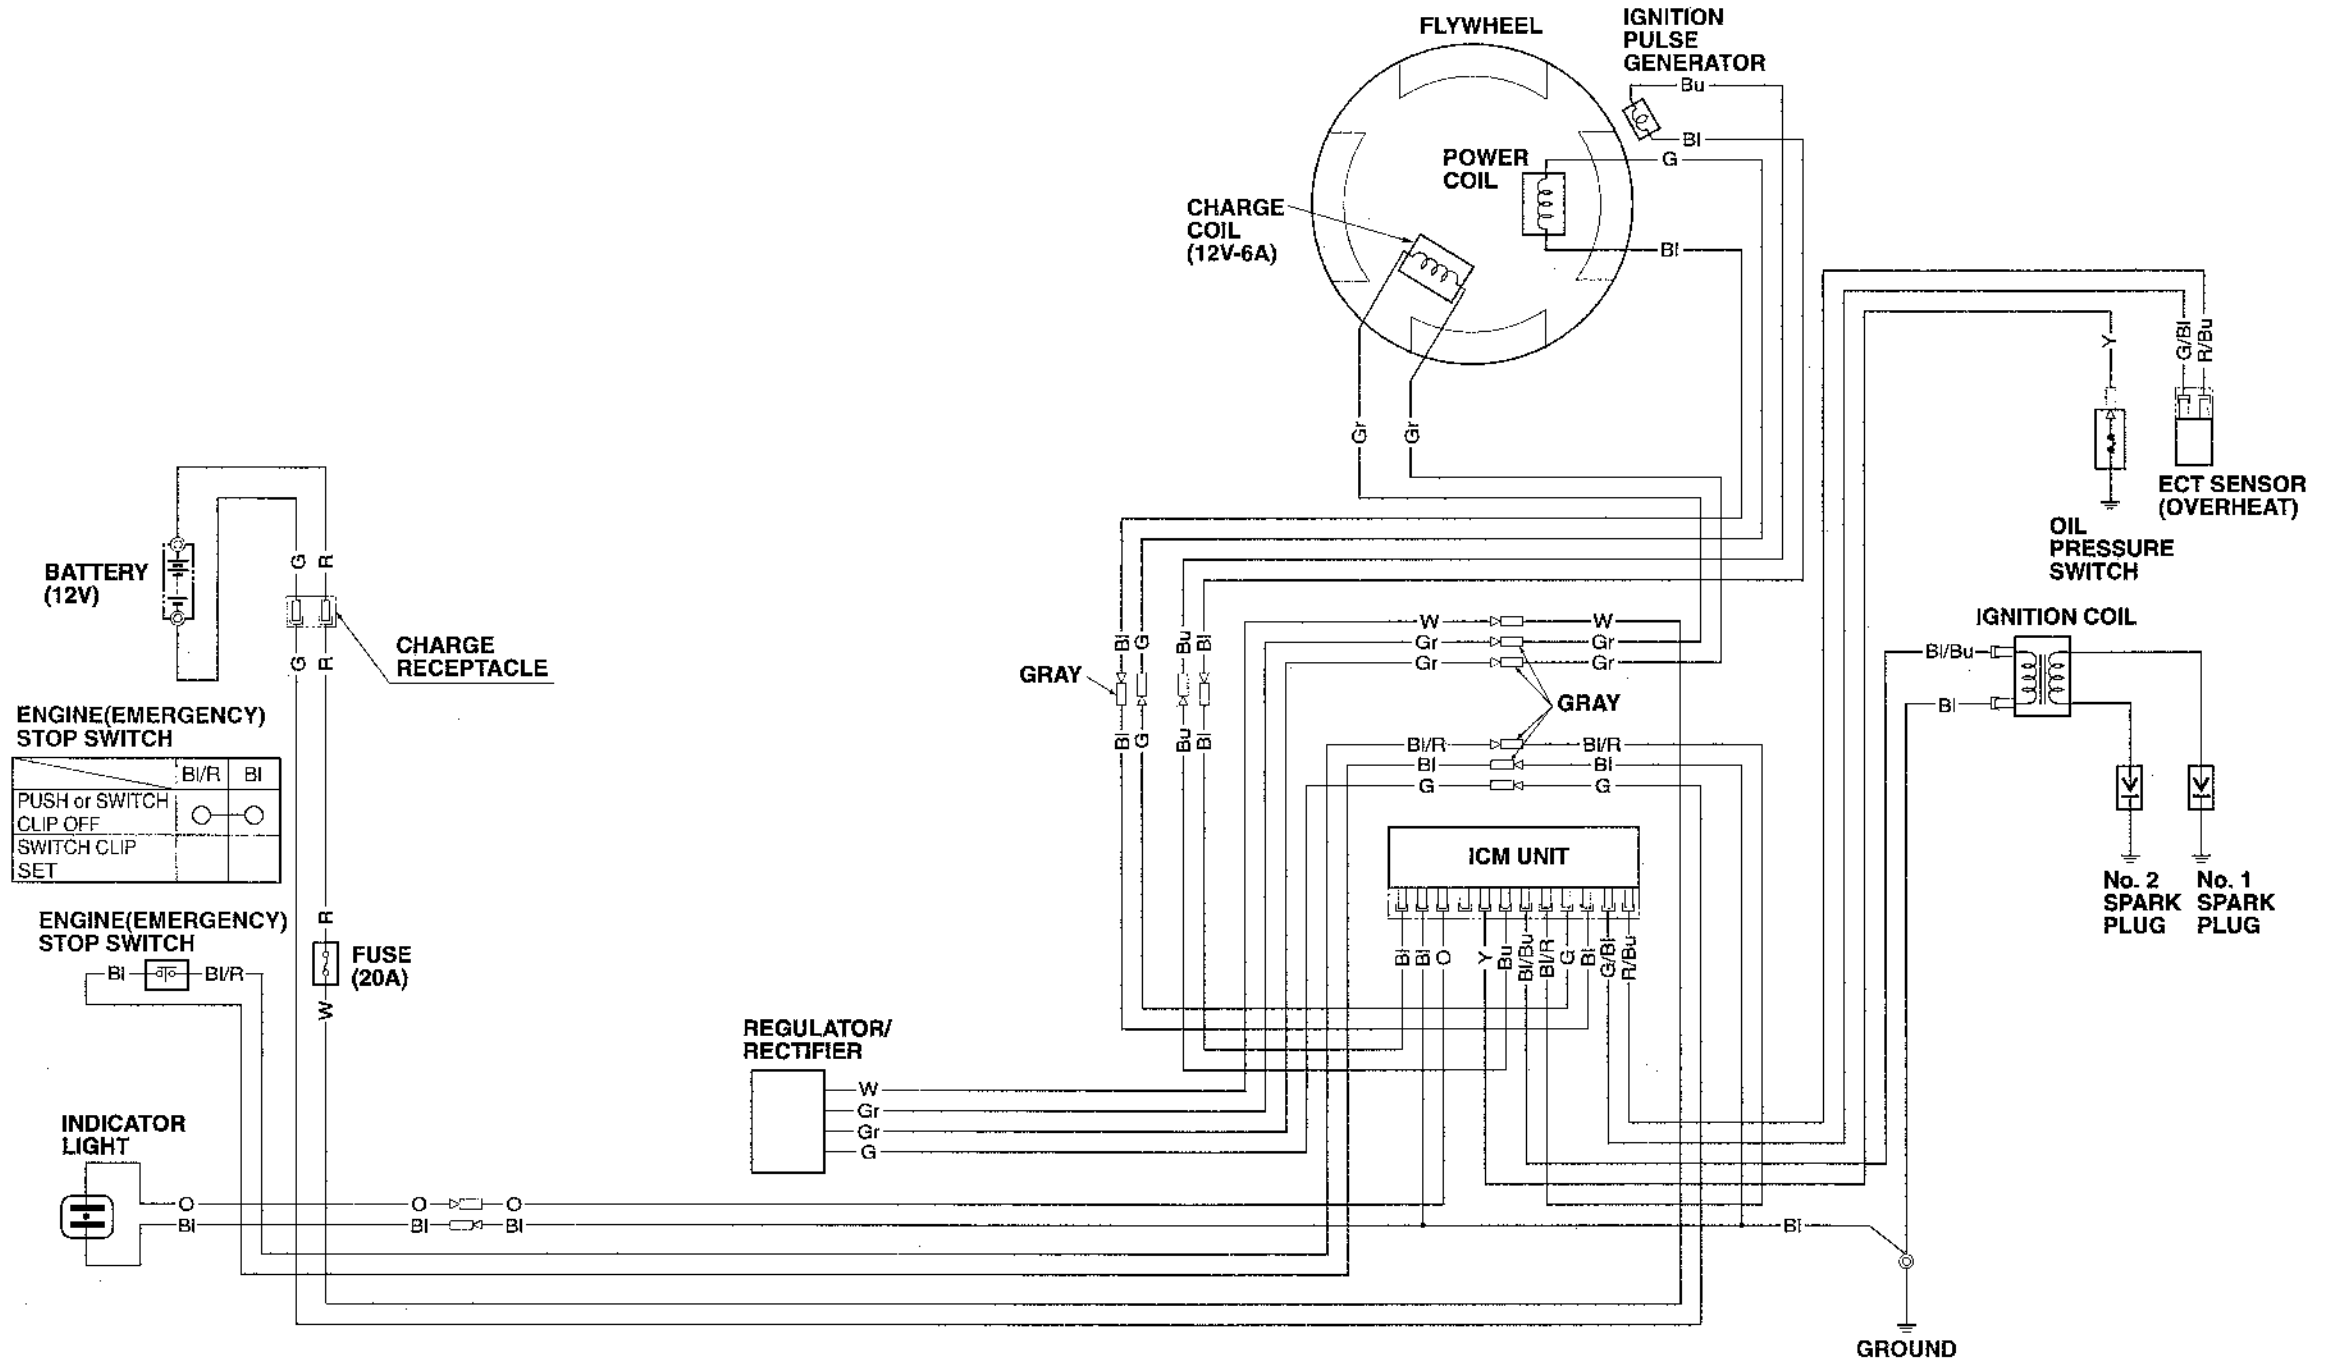 FLYWHEEL
IGNITION
PULSE
GENERATOR
Bu
Bl
G
POWER
COIL
Bl
CHARGE
COIL
(12V-6A)
Gr
Gr
Y
G/Bl
R/Bu
ECT SENSOR
(OVERHEAT)
OIL
PRESSURE
SWITCH
BATTERY
(12V)
G
R
CHARGE
RECEPTACLE
G
R
W
W
Gr
Gr
Gr
Gr
Bl
G
Bu
Bl
GRAY
GRAY
Bl
G
Bu
Bl
Bl/R
Bl/R
Bl
Bl
G
G
IGNITION COIL
Bl/Bu
Bl
No. 2
SPARK
PLUG
No. 1
SPARK
PLUG
ENGINE(EMERGENCY)
STOP SWITCH
Bl/R
Bl
PUSH or SWITCH
CLIP OFF
SWITCH CLIP
SET
ICM UNIT
Bl
Bl
O
Y
Bu
Bl/Bu
Bl/R
G
Bl
G/Bl
R/Bu
ENGINE(EMERGENCY)
STOP SWITCH
Bl
Bl/R
R
FUSE
(20A)
W
REGULATOR/
RECTIFIER
W
Gr
Gr
G
INDICATOR
LIGHT
O
O
O
Bl
Bl
Bl
Bl
GROUND